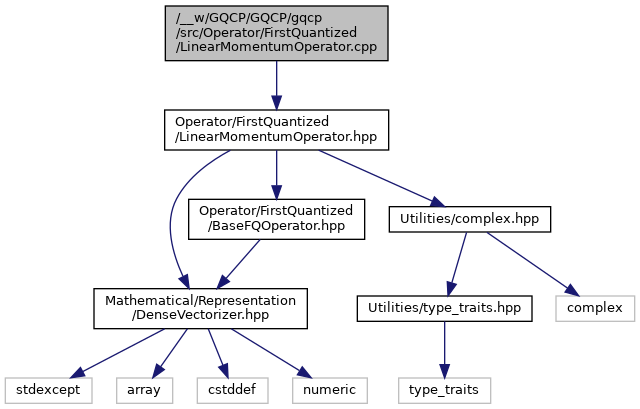 /__w/GQCP/GQCP/gqcp
/src/Operator/FirstQuantized
/LinearMomentumOperator.cpp
Operator/FirstQuantized
/LinearMomentumOperator.hpp
Operator/FirstQuantized
/BaseFQOperator.hpp
Utilities/complex.hpp
Mathematical/Representation
/DenseVectorizer.hpp
Utilities/type_traits.hpp
complex
stdexcept
array
cstddef
numeric
type_traits